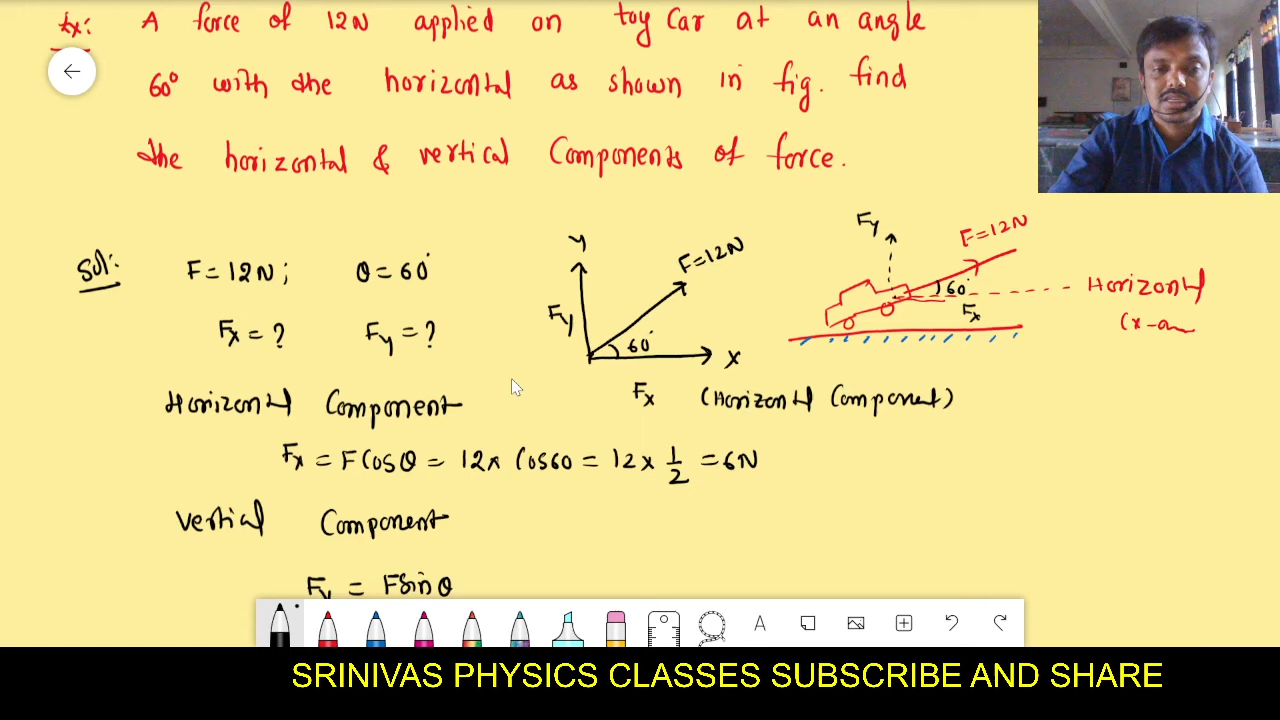 Ex: A force of 12N applied on toy Car at an angle
60° with the horizontal as shown in fig. find
the horizontal & vertical Components of force.
Sol: F = 12N; θ = 60°
Fx = ? Fy = ?
Y
F=12N
Fy
60°
X
Fx (Horizontal Component)
Fy
F=12N
60°
Fx
Horizontal
Horizontal Component
Fx = F Cos θ = 12 x Cos60 = 12 x 1/2 = 6N
Vertical Component
Fy = F sin θ
A
SRINIVAS PHYSICS CLASSES SUBSCRIBE AND SHARE